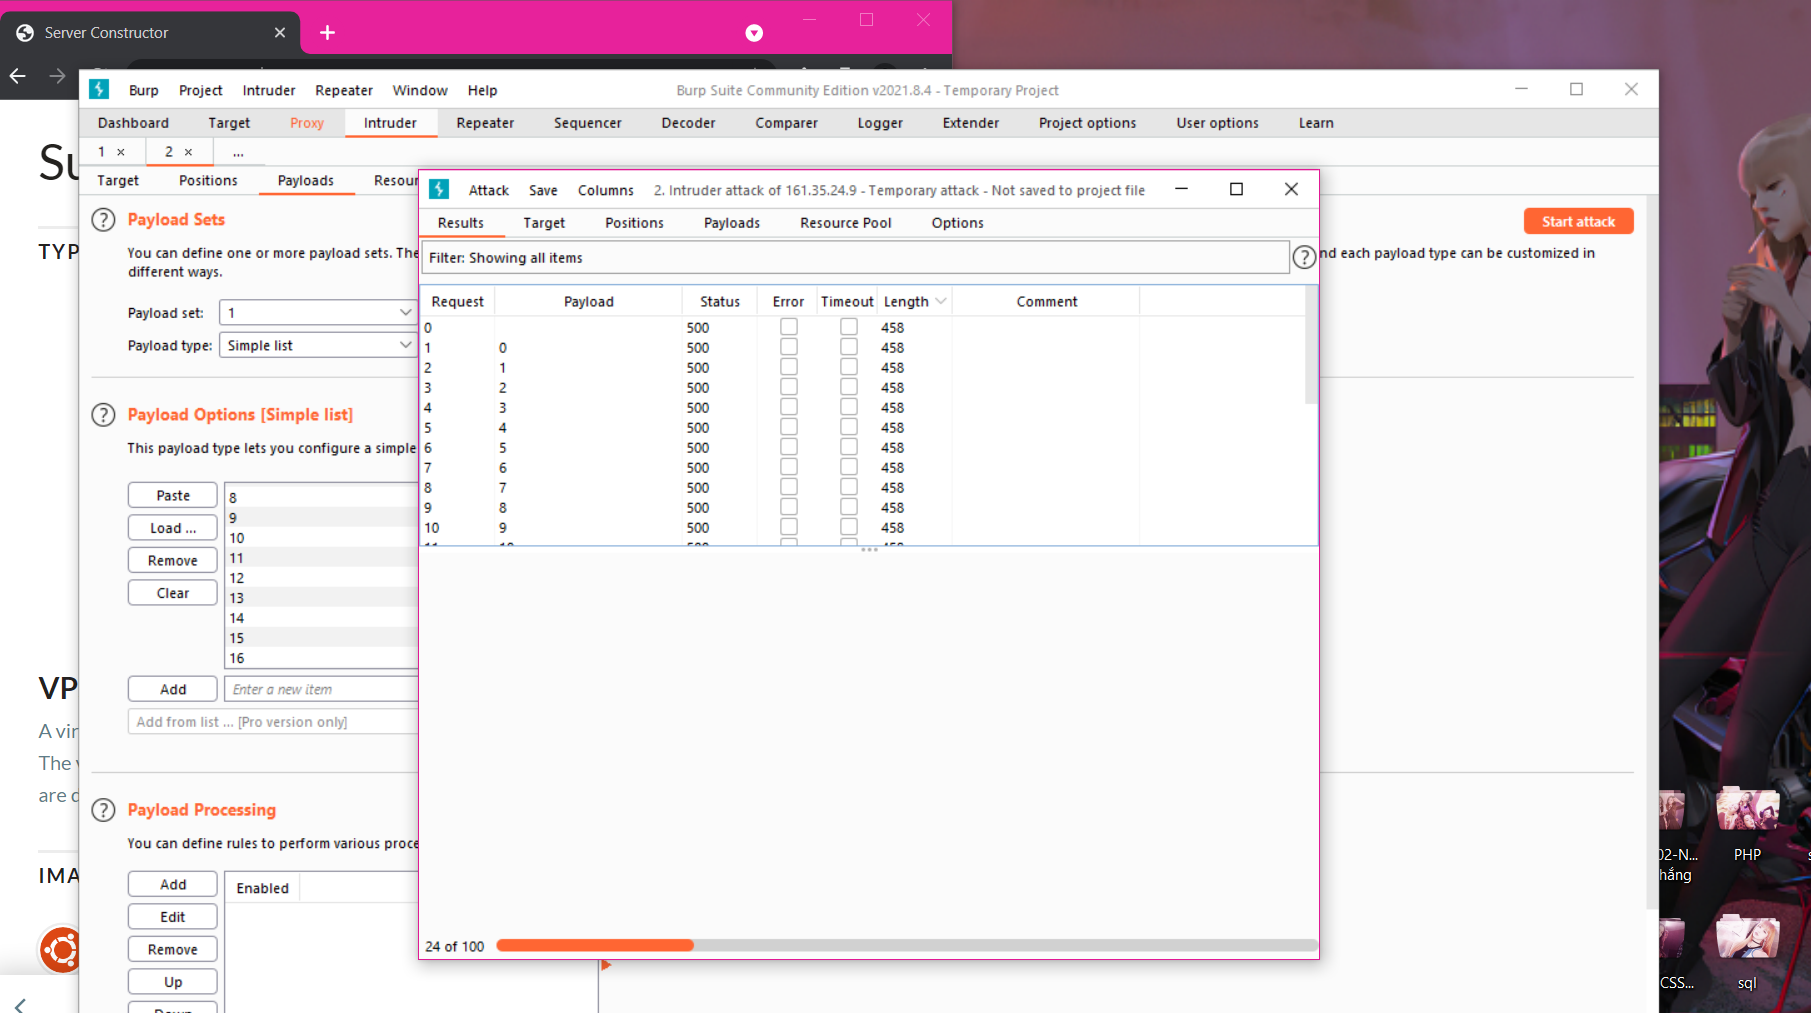 Server Constructor
Burp Project Intruder Repeater Window Help
Burp Suite Community Edition v2021.8.4 - Temporary Project
Dashboard Target Proxy Intruder Repeater Sequencer Decoder Comparer Logger Extender Project options User options Learn
1 × 2 × ...
Target Positions Payloads Resour
Su
TYP
VP
A vir
The v
are d
IMA
Payload Sets
Start attack
You can define one or more payload sets. The
nd each payload type can be customized in
different ways.
Payload set: 1
Payload type: Simple list
Payload Options [Simple list]
This payload type lets you configure a simple
Paste
Load ...
Remove
Clear
8
9
10
11
12
13
14
15
16
Add
Enter a new item
Add from list ... [Pro version only]
Payload Processing
You can define rules to perform various proce
Add
Edit
Remove
Up
Down
Enabled
Attack Save Columns
2. Intruder attack of 161.35.24.9 - Temporary attack - Not saved to project file
Results Target Positions Payloads Resource Pool Options
Filter: Showing all items
Request Payload Status Error Timeout Length Comment
0 500 458
1 0 500 458
2 1 500 458
3 2 500 458
4 3 500 458
5 4 500 458
6 5 500 458
7 6 500 458
8 7 500 458
9 8 500 458
10 9 500 458
11 10 500 458
24 of 100
02-N...
hắng
PHP
CSS...
sql